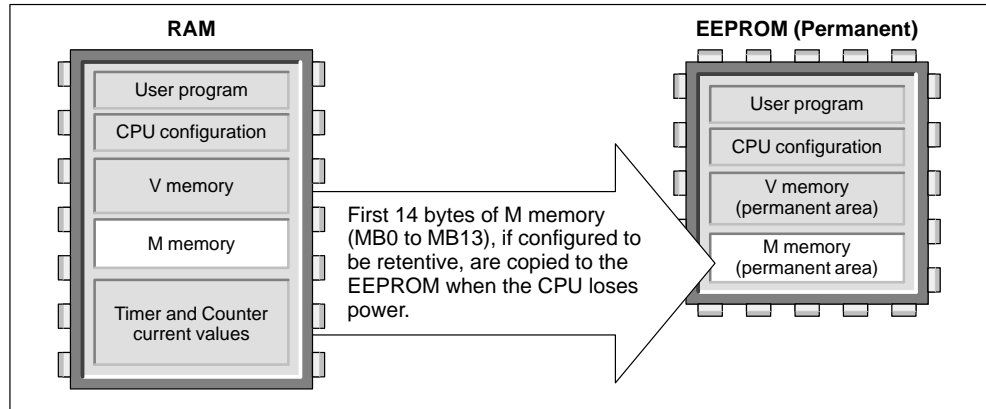 RAM
User program
CPU configuration
V memory
M memory
Timer and Counter
current values
First 14 bytes of M memory
(MB0 to MB13), if configured to
be retentive, are copied to the
EEPROM when the CPU loses
power.
EEPROM (Permanent)
User program
CPU configuration
V memory
(permanent area)
M memory
(permanent area)